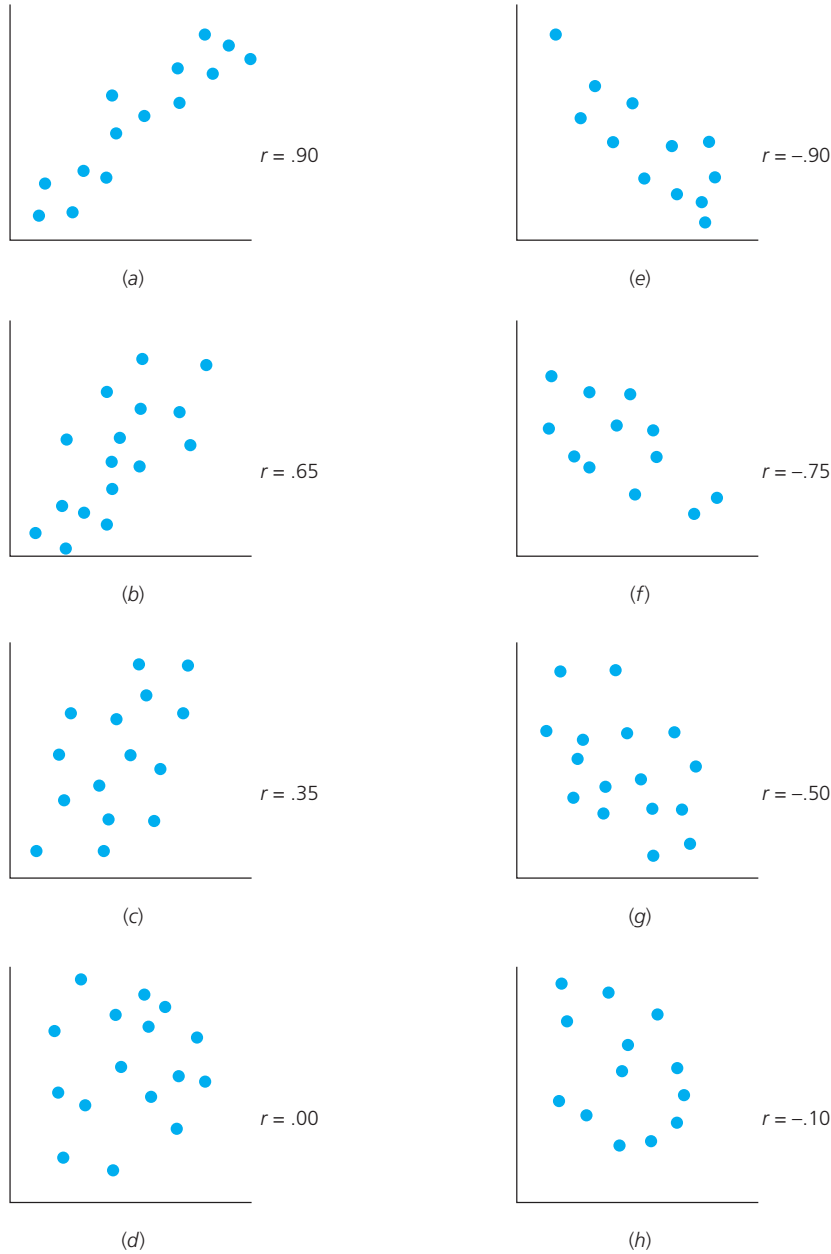 r = .90
(a)
r = –.90
(e)
r = .65
(b)
r = –.75
(f)
r = .35
(c)
r = –.50
(g)
r = .00
(d)
r = –.10
(h)